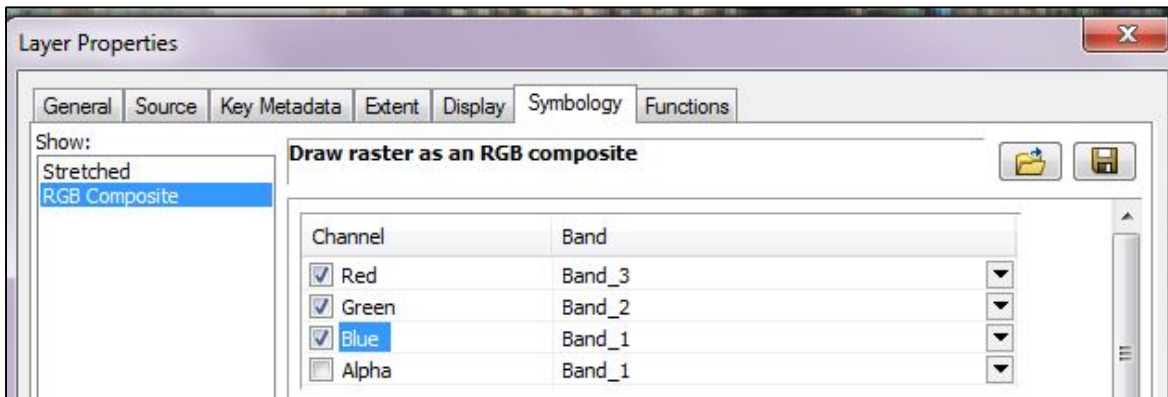 Layer Properties
General Source Key Metadata Extent Display Symbology Functions
Show:
Stretched
RGB Composite
Draw raster as an RGB composite
Channel Band
Red Band_3
Green Band_2
Blue Band_1
Alpha Band_1